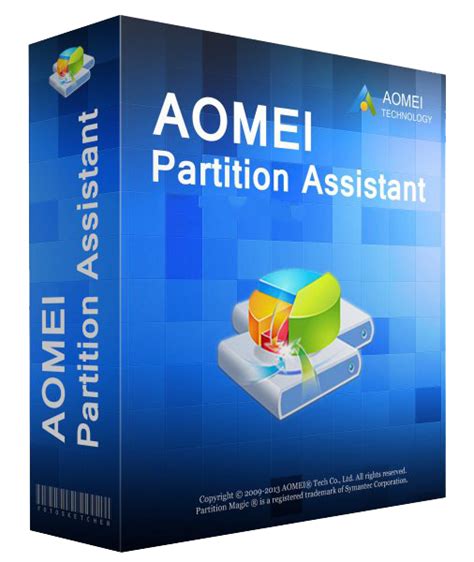 AOMEI
TECHNOLOGY
AOMEI
Partition Assistant
AOMEI
Partition Assistant
Copyright © 2009-2013 AOMEI® Tech Co., Ltd. All rights reserved.
Partition Magic ® is a registered trademark of Symantec Corporation.
FOTOSKETCHER